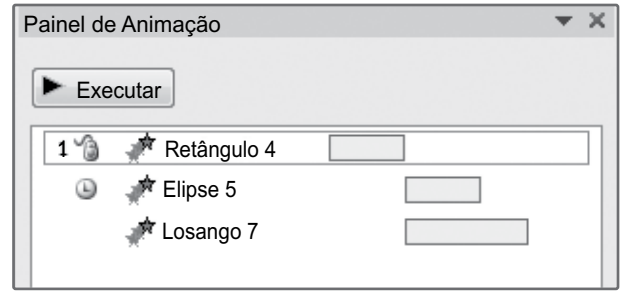 Painel de Animação
Executar
1 Retângulo 4
Elipse 5
Losango 7